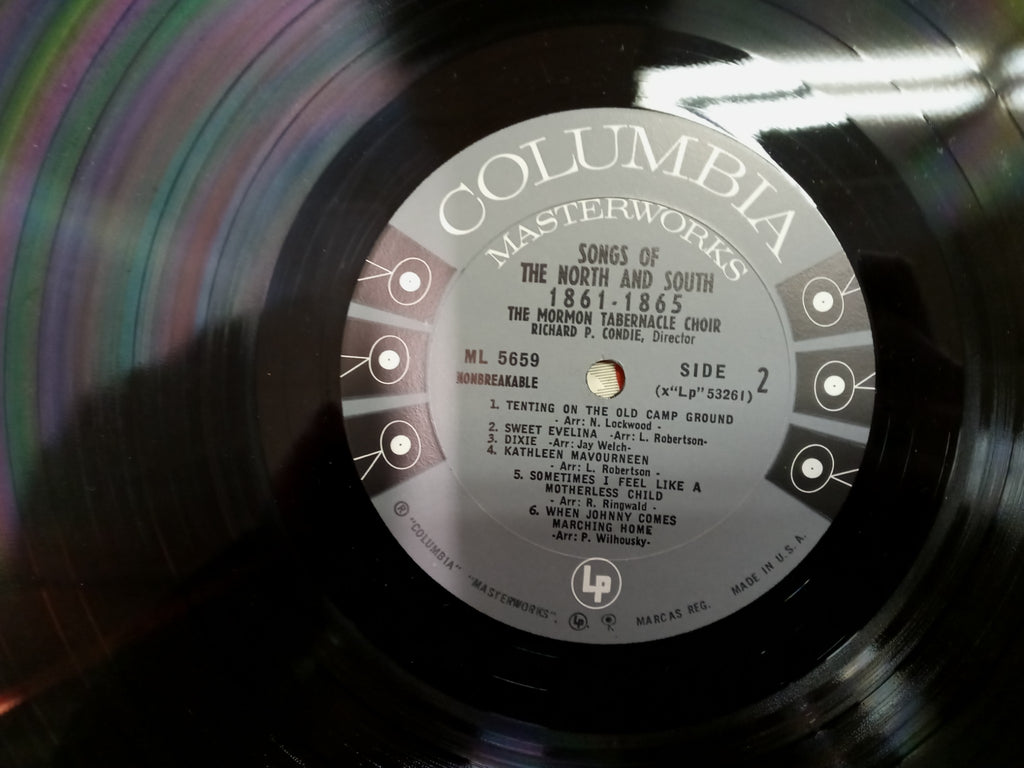 COLUMBIA
MASTERWORKS
SONGS OF
THE NORTH AND SOUTH
1861-1865
THE MORMON TABERNACLE CHOIR
RICHARD P. CONDIE, Director
ML 5659
NONBREAKABLE
SIDE 2
(x"Lp" 53261)
1. TENTING ON THE OLD CAMP GROUND
- Arr: N. Lockwood -
2. SWEET EVELINA -Arr: L. Robertson-
3. DIXIE -Arr: Jay Welch-
4. KATHLEEN MAVOURNEEN
- Arr: L. Robertson -
5. SOMETIMES I FEEL LIKE A
MOTHERLESS CHILD
- Arr: R. Ringwald -
6. WHEN JOHNNY COMES
MARCHING HOME
-Arr: P. Wilhousky-
Lp
® "COLUMBIA" "MASTERWORKS". Lp MARCAS REG. MADE IN U.S.A.